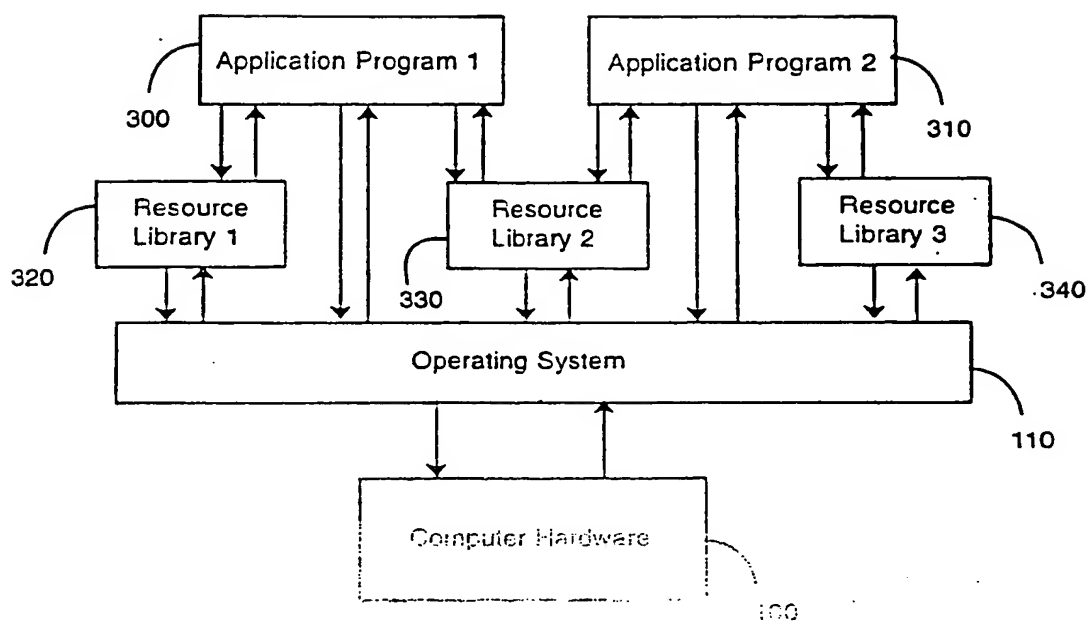 Application Program 1
Application Program 2
300
310
Resource
Library 1
Resource
Library 2
Resource
Library 3
320
330
340
Operating System
110
Computer Hardware
100